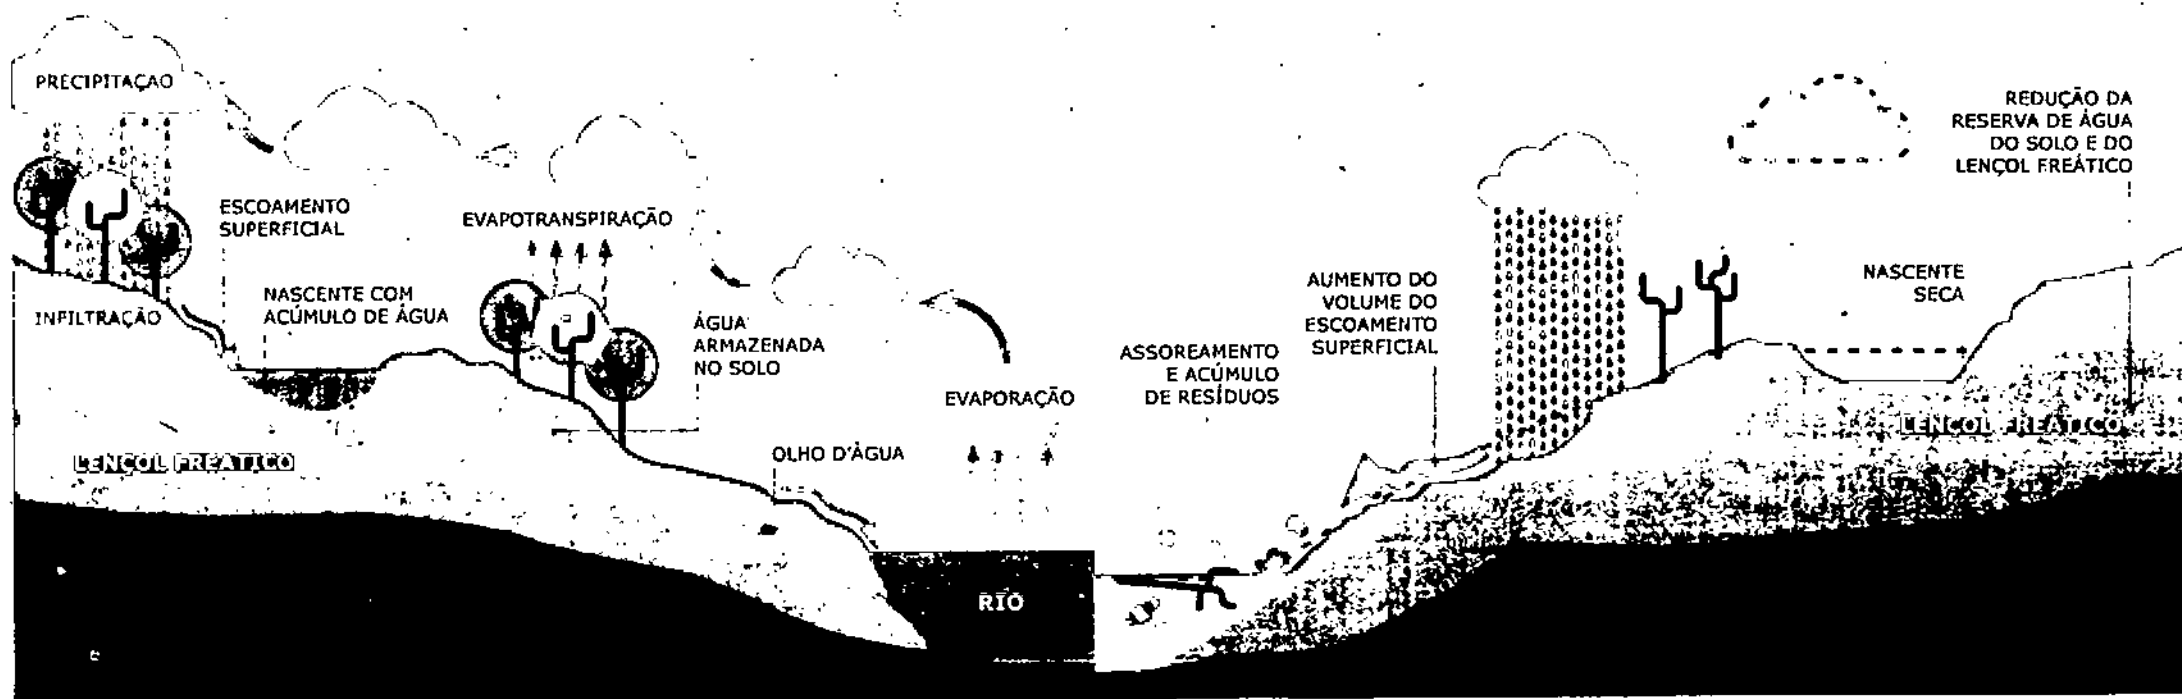 PRECIPITAÇÃO
ESCOAMENTO
SUPERFICIAL
INFILTRAÇÃO
NASCENTE COM
ACÚMULO DE ÁGUA
EVAPOTRANSPIRAÇÃO
ÁGUA
ARMAZENADA
NO SOLO
LENÇOL FREÁTICO
OLHO D'ÁGUA
EVAPORAÇÃO
RIO
ASSOREAMENTO
E ACÚMULO
DE RESÍDUOS
AUMENTO DO
VOLUME DO
ESCOAMENTO
SUPERFICIAL
NASCENTE
SECA
REDUÇÃO DA
RESERVA DE ÁGUA
DO SOLO E DO
LENÇOL FREÁTICO
LENÇOL FREÁTICO